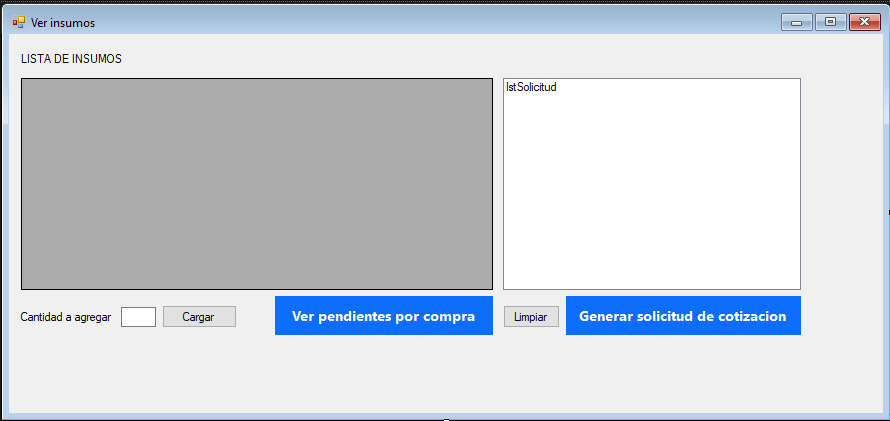 Ver insumos
LISTA DE INSUMOS
lstSolicitud
Cantidad a agregar
Cargar
Ver pendientes por compra
Limpiar
Generar solicitud de cotizacion